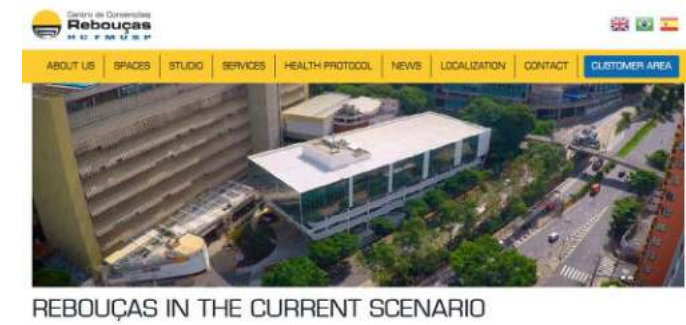 Centro de Convenções
Rebouças
HCFMUSP
ABOUT US SPACES STUDIO SERVICES HEALTH PROTOCOL NEWS LOCALIZATION CONTACT CUSTOMER AREA
REBOUÇAS IN THE CURRENT SCENARIO